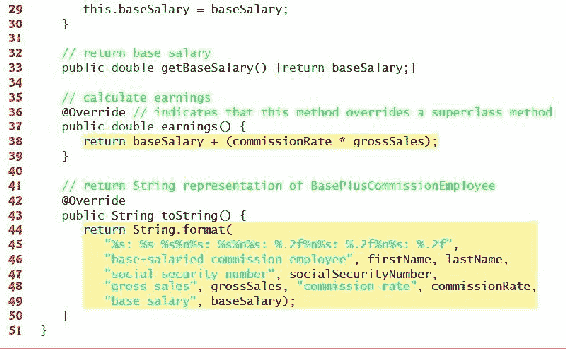 29 this.baseSalary = baseSalary;
30 }
31
32 // return base salary
33 public double getBaseSalary() {return baseSalary;}
34
35 // calculate earnings
36 @Override // indicates that this method overrides a superclass method
37 public double earnings() {
38 return baseSalary + (commissionRate * grossSales);
39 }
40
41 // return String representation of BasePlusCommissionEmployee
42 @Override
43 public String toString() {
44 return String.format(
45 "%s: %s %s%n%s: %s%n%s: %.2f%n%s: %.2f%n%s: %.2f",
46 "base-salaried commission employee", firstName, lastName,
47 "social security number", socialSecurityNumber,
48 "gross sales", grossSales, "commission rate", commissionRate,
49 "base salary", baseSalary);
50 }
51 }